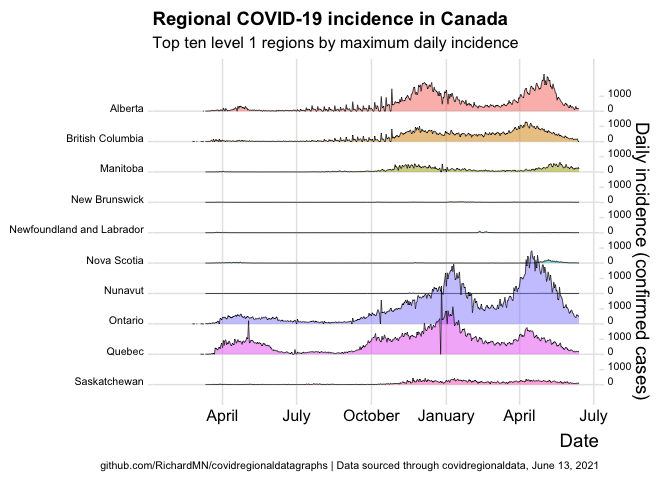 Regional COVID-19 incidence in Canada
Top ten level 1 regions by maximum daily incidence
Alberta
1000
0
British Columbia
1000
0
Manitoba
1000
0
New Brunswick
1000
0
Newfoundland and Labrador
1000
0
Nova Scotia
1000
0
Nunavut
1000
0
Ontario
1000
0
Quebec
1000
0
Saskatchewan
1000
0
Daily incidence (confirmed cases)
April July October January April July
Date
github.com/RichardMN/covidregionaldatagraphs | Data sourced through covidregionaldata, June 13, 2021